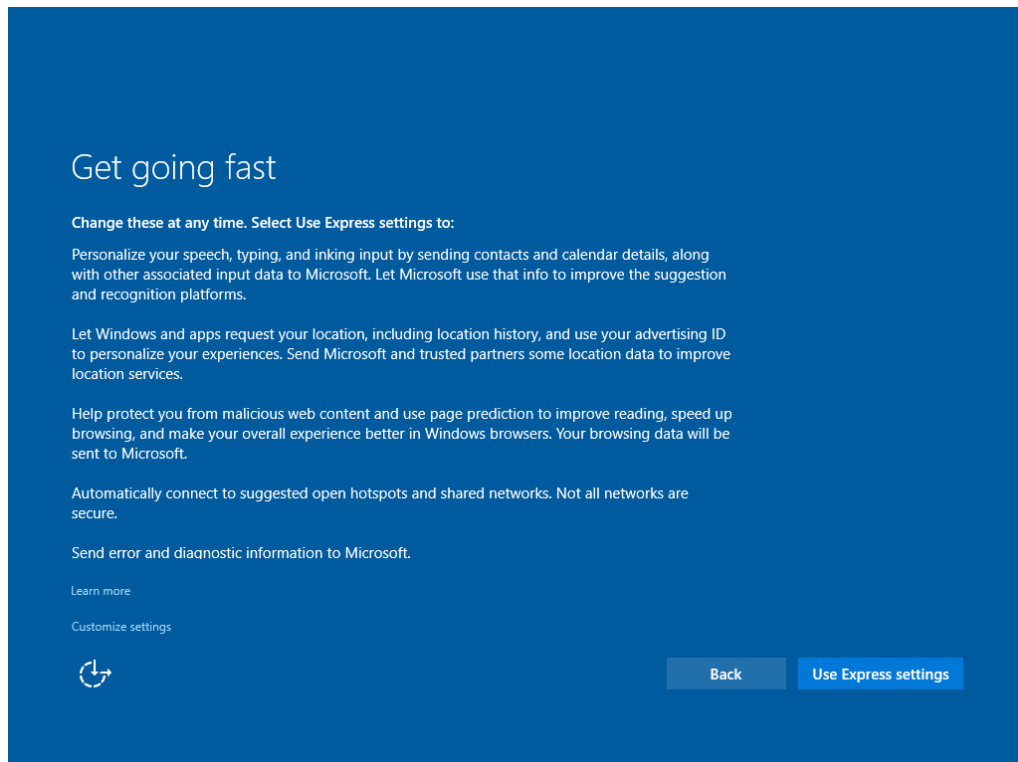 Get going fast
Change these at any time. Select Use Express settings to:
Personalize your speech, typing, and inking input by sending contacts and calendar details, along
with other associated input data to Microsoft. Let Microsoft use that info to improve the suggestion
and recognition platforms.
Let Windows and apps request your location, including location history, and use your advertising ID
to personalize your experiences. Send Microsoft and trusted partners some location data to improve
location services.
Help protect you from malicious web content and use page prediction to improve reading, speed up
browsing, and make your overall experience better in Windows browsers. Your browsing data will be
sent to Microsoft.
Automatically connect to suggested open hotspots and shared networks. Not all networks are
secure.
Send error and diagnostic information to Microsoft.
Learn more
Customize settings
Back
Use Express settings